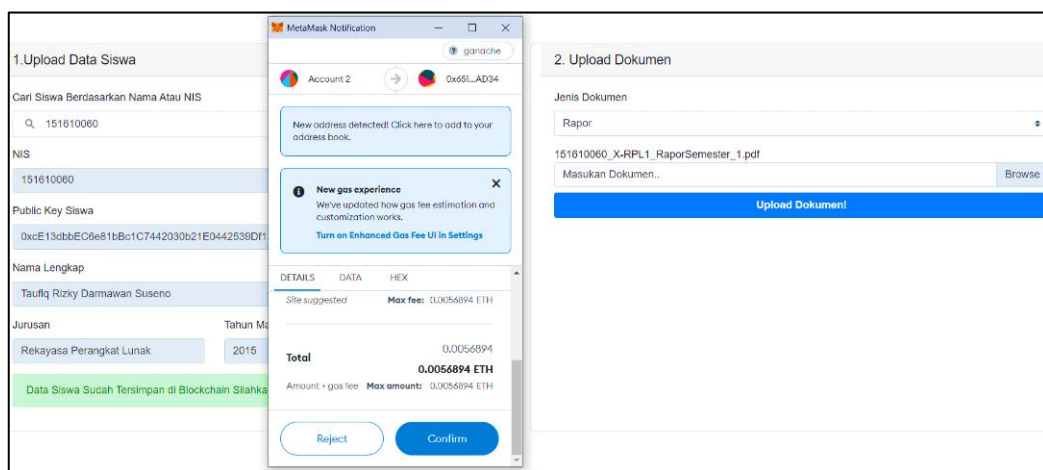 1.Upload Data Siswa
Cari Siswa Berdasarkan Nama Atau NIS
151610060
NIS
151610060
Public Key Siswa
0xcE13dbbEC6e81bBc1C7442030b21E0442539Df1
Nama Lengkap
Taufiq Rizky Darmawan Suseno
Jurusan
Tahun Ma
Rekayasa Perangkat Lunak
2015
Data Siswa Sudah Tersimpan di Blockchain Silahka
MetaMask Notification
ganache
Account 2
0x651...AD34
New address detected! Click here to add to your
address book.
New gas experience
We've updated how gas fee estimation and
customization works.
Turn on Enhanced Gas Fee UI in Settings
DETAILS
DATA
HEX
Site suggested
Max fee: 0.0056894 ETH
0.0056894
Total
0.0056894 ETH
Amount + gas fee
Max amount: 0.0056894 ETH
Reject
Confirm
2. Upload Dokumen
Jenis Dokumen
Rapor
151610060_X-RPL1_RaporSemester_1.pdf
Masukan Dokumen..
Browse
Upload Dokumen!